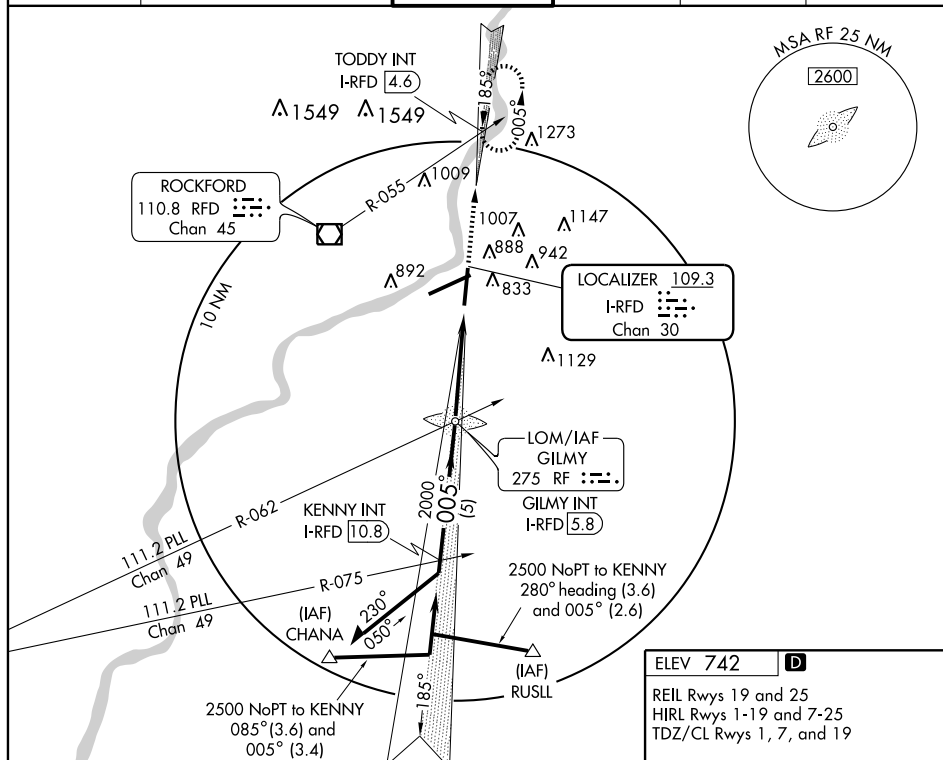 TODDY INT
I-RFD 4.6
1549
1549
185°
005°
1273
MSA RF 25 NM
2600
ROCKFORD
110.8 RFD
Chan 45
R-055
1009
1007
1147
888
942
892
833
LOCALIZER 109.3
I-RFD
Chan 30
10 NM
1129
LOM/IAF
GILMY
275 RF
GILMY INT
I-RFD 5.8
2000
005°
(5)
KENNY INT
I-RFD 10.8
R-062
111.2 PLL
Chan 49
R-075
111.2 PLL
Chan 49
2500 NoPT to KENNY
280° heading (3.6)
and 005° (2.6)
230°
050°
(IAF)
CHANA
(IAF)
RUSLL
185°
2500 NoPT to KENNY
085° (3.6) and
005° (3.4)
ELEV 742 D
REIL Rwys 19 and 25
HIRL Rwys 1-19 and 7-25
TDZ/CL Rwys 1, 7, and 19